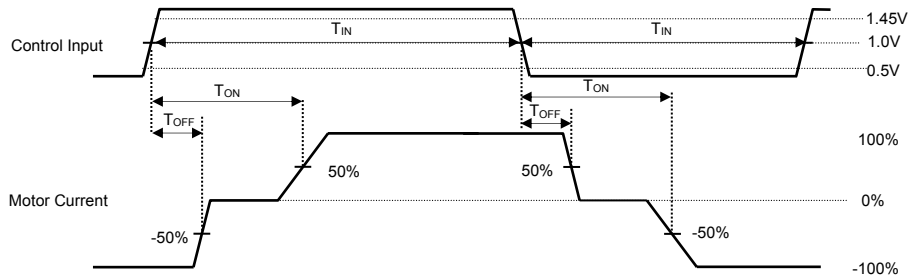 1.45V
TIN TIN
Control Input 1.0V
0.5V
TON TON
TOFF TOFF
100%
50% 50%
Motor Current 0%
-50% -50%
-100%